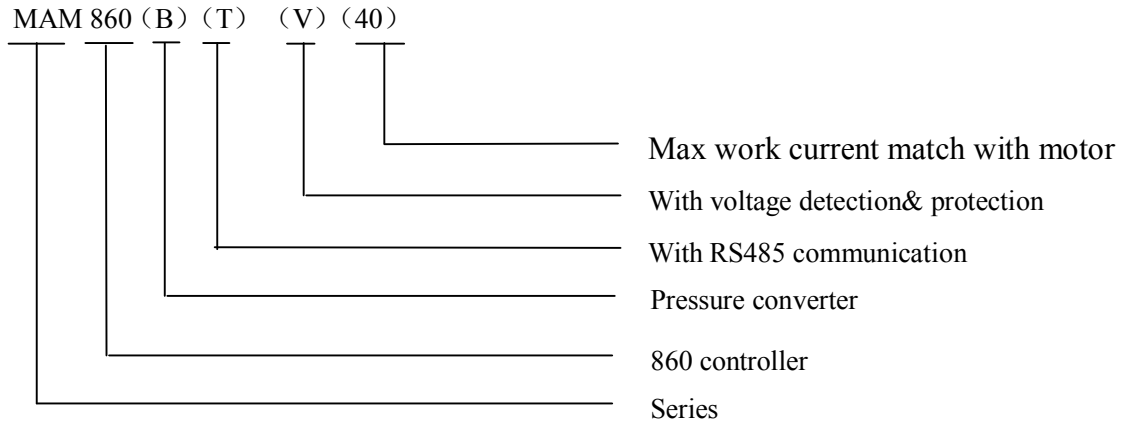 MAM 860（B）（T） （V）（40）
Max work current match with motor
With voltage detection& protection
With RS485 communication
Pressure converter
860 controller
Series